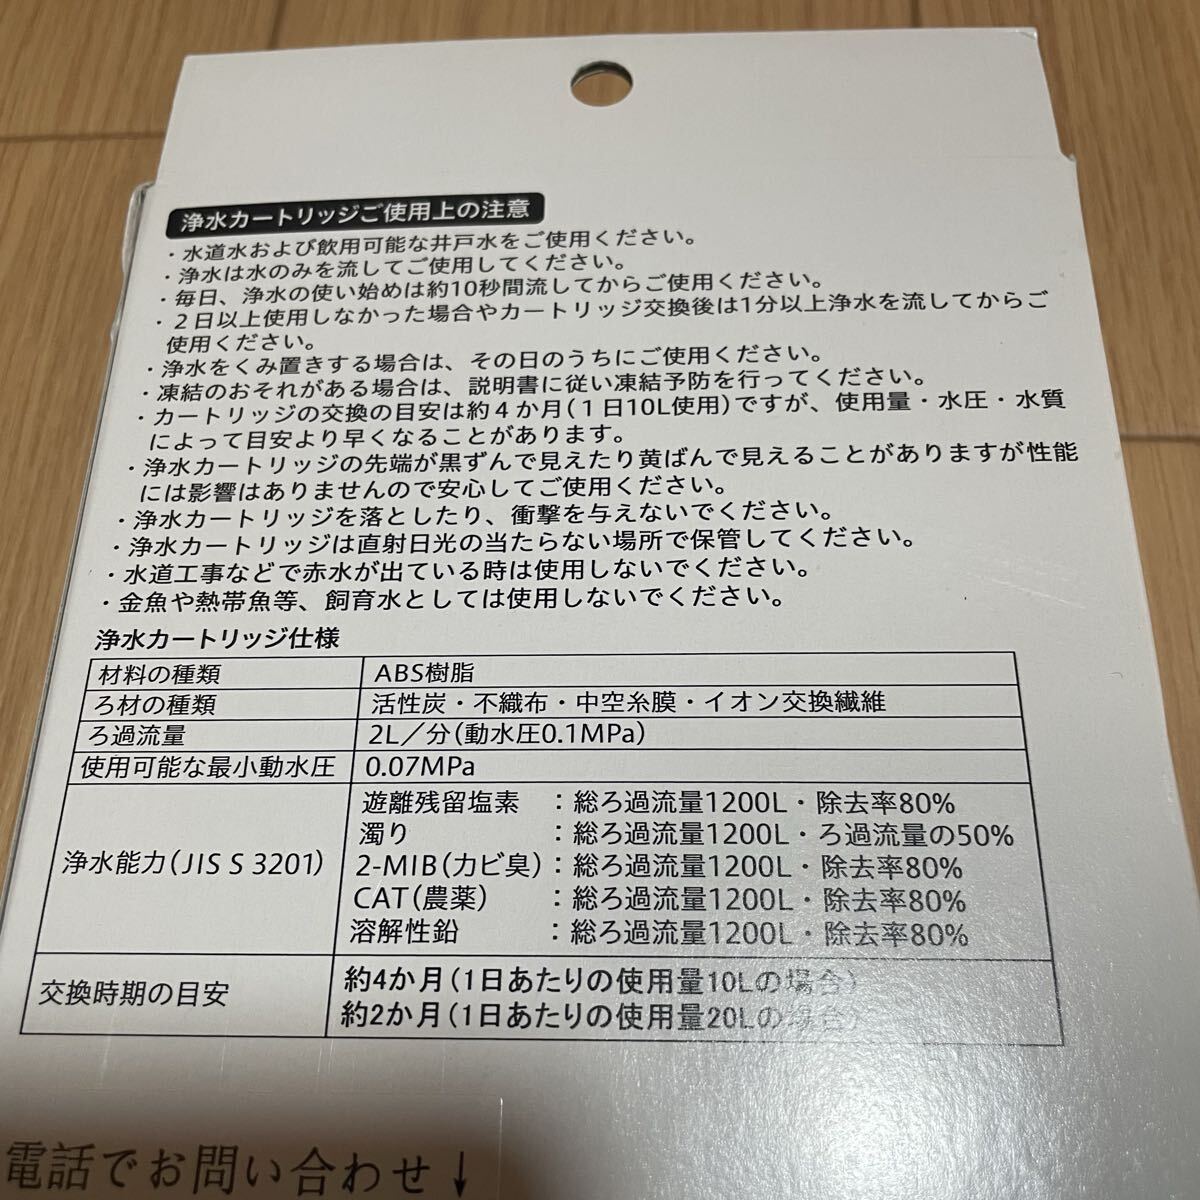 浄水カートリッジご使用上の注意
・水道水および飲用可能な井戸水をご使用ください。
・浄水は水のみを流してご使用してください。
・毎日、浄水の使い始めは約10秒間流してからご使用ください。
・２日以上使用しなかった場合やカートリッジ交換後は1分以上浄水を流してからご
使用ください。
・浄水をくみ置きする場合は、その日のうちにご使用ください。
・凍結のおそれがある場合は、説明書に従い凍結予防を行ってください。
・カートリッジの交換の目安は約４か月(１日10L使用)ですが、使用量・水圧・水質
によって目安より早くなることがあります。
・浄水カートリッジの先端が黒ずんで見えたり黄ばんで見えることがありますが性能
には影響はありませんので安心してご使用ください。
・浄水カートリッジを落としたり、衝撃を与えないでください。
・浄水カートリッジは直射日光の当たらない場所で保管してください。
・水道工事などで赤水が出ている時は使用しないでください。
・金魚や熱帯魚等、飼育水としては使用しないでください。
浄水カートリッジ仕様
材料の種類 ABS樹脂
ろ材の種類 活性炭・不織布・中空糸膜・イオン交換繊維
ろ過流量 2L／分(動水圧0.1MPa)
使用可能な最小動水圧 0.07MPa
浄水能力(JIS S 3201)
遊離残留塩素 ：総ろ過流量1200L・除去率80%
濁り ：総ろ過流量1200L・ろ過流量の50%
2-MIB(カビ臭)：総ろ過流量1200L・除去率80%
CAT(農薬) ：総ろ過流量1200L・除去率80%
溶解性鉛 ：総ろ過流量1200L・除去率80%
交換時期の目安
約4か月(1日あたりの使用量10Lの場合)
約2か月(1日あたりの使用量20Lの場合)
電話でお問い合わせ↓